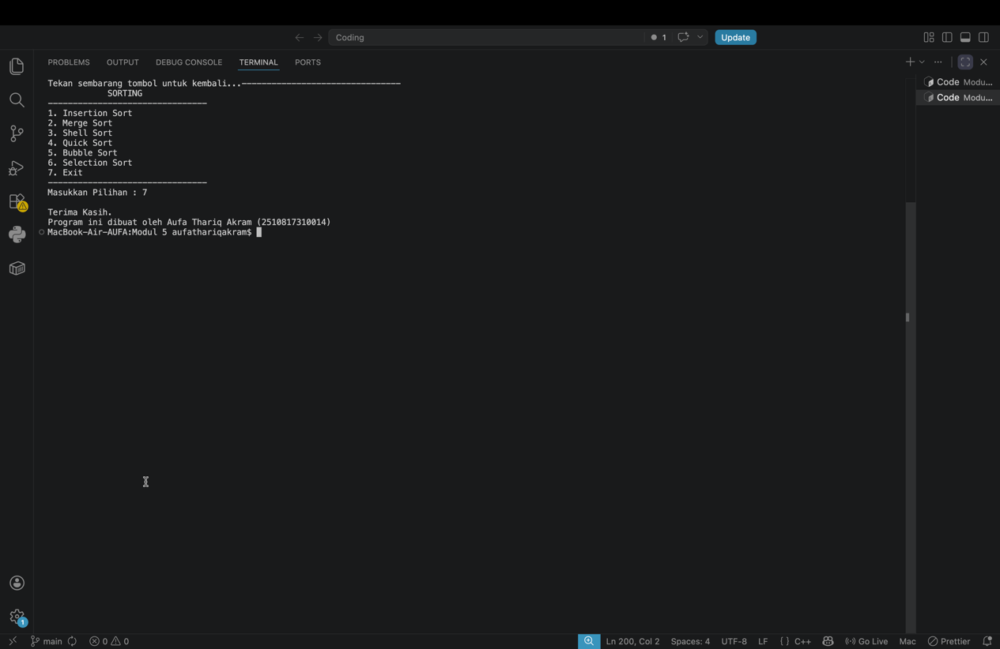 Coding
1
Update
PROBLEMS OUTPUT DEBUG CONSOLE TERMINAL PORTS
Tekan sembarang tombol untuk kembali...--------------------------------
SORTING
--------------------------------
1. Insertion Sort
2. Merge Sort
3. Shell Sort
4. Quick Sort
5. Bubble Sort
6. Selection Sort
7. Exit
--------------------------------
Masukkan Pilihan : 7
Terima Kasih.
Program ini dibuat oleh Aufa Thariq Akram (2510817310014)
MacBook-Air-AUFA:Modul 5 aufathariqakram$
Code Modu...
Code Modu...
1
main 0 0 Ln 200, Col 2 Spaces: 4 UTF-8 LF { } C++ Go Live Mac Prettier